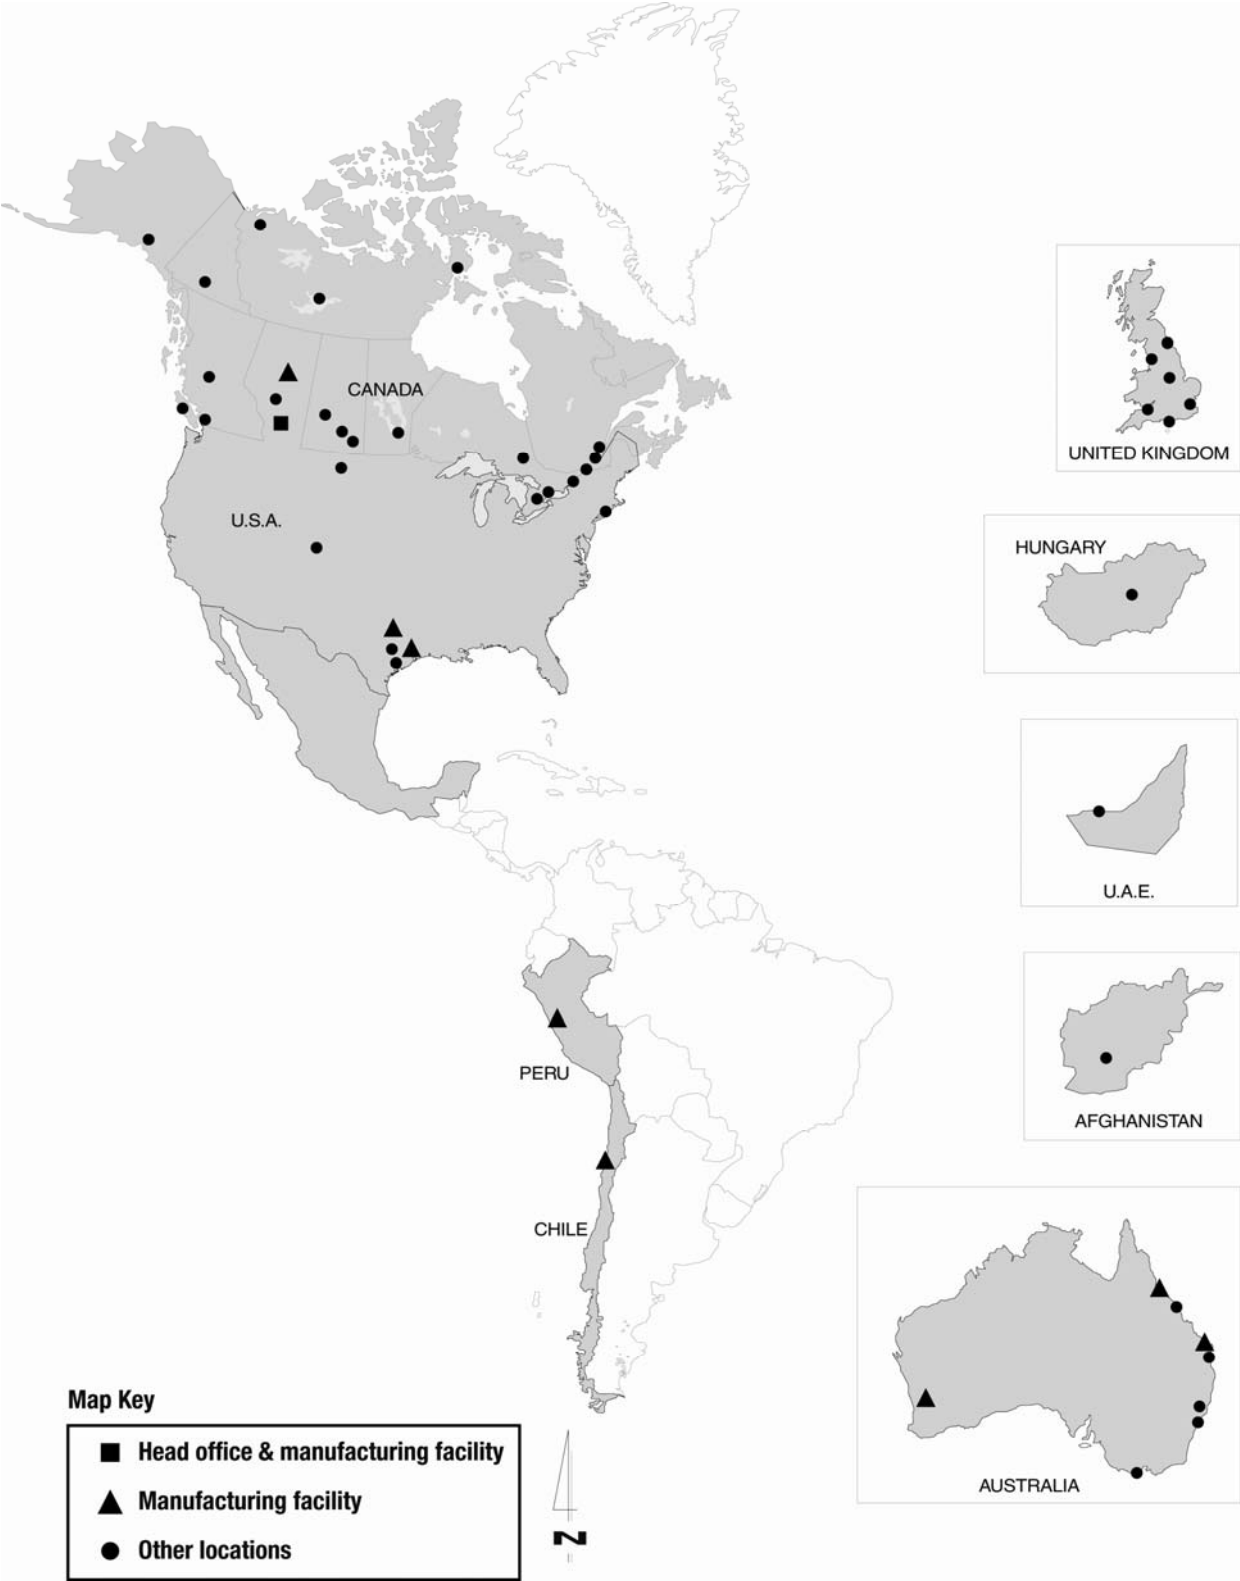 CANADA
U.S.A.
PERU
CHILE
UNITED KINGDOM
HUNGARY
U.A.E.
AFGHANISTAN
AUSTRALIA
Map Key
Head office & manufacturing facility
Manufacturing facility
Other locations
N